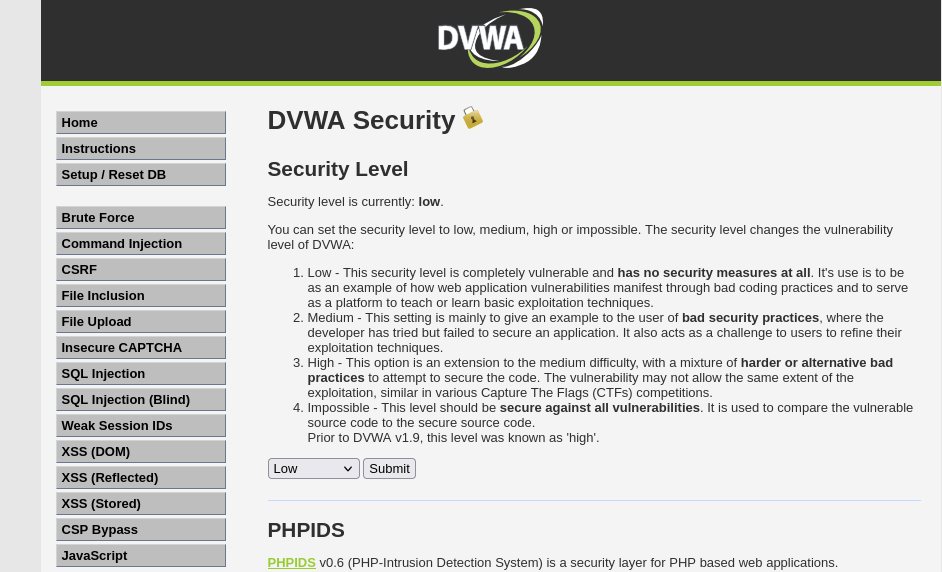 DVWA
Home
Instructions
Setup / Reset DB
Brute Force
Command Injection
CSRF
File Inclusion
File Upload
Insecure CAPTCHA
SQL Injection
SQL Injection (Blind)
Weak Session IDs
XSS (DOM)
XSS (Reflected)
XSS (Stored)
CSP Bypass
JavaScript
DVWA Security
Security Level
Security level is currently: low.
You can set the security level to low, medium, high or impossible. The security level changes the vulnerability
level of DVWA:
1. Low - This security level is completely vulnerable and has no security measures at all. It's use is to be
as an example of how web application vulnerabilities manifest through bad coding practices and to serve
as a platform to teach or learn basic exploitation techniques.
2. Medium - This setting is mainly to give an example to the user of bad security practices, where the
developer has tried but failed to secure an application. It also acts as a challenge to users to refine their
exploitation techniques.
3. High - This option is an extension to the medium difficulty, with a mixture of harder or alternative bad
practices to attempt to secure the code. The vulnerability may not allow the same extent of the
exploitation, similar in various Capture The Flags (CTFs) competitions.
4. Impossible - This level should be secure against all vulnerabilities. It is used to compare the vulnerable
source code to the secure source code.
Prior to DVWA v1.9, this level was known as 'high'.
Low Submit
PHPIDS
PHPIDS v0.6 (PHP-Intrusion Detection System) is a security layer for PHP based web applications.